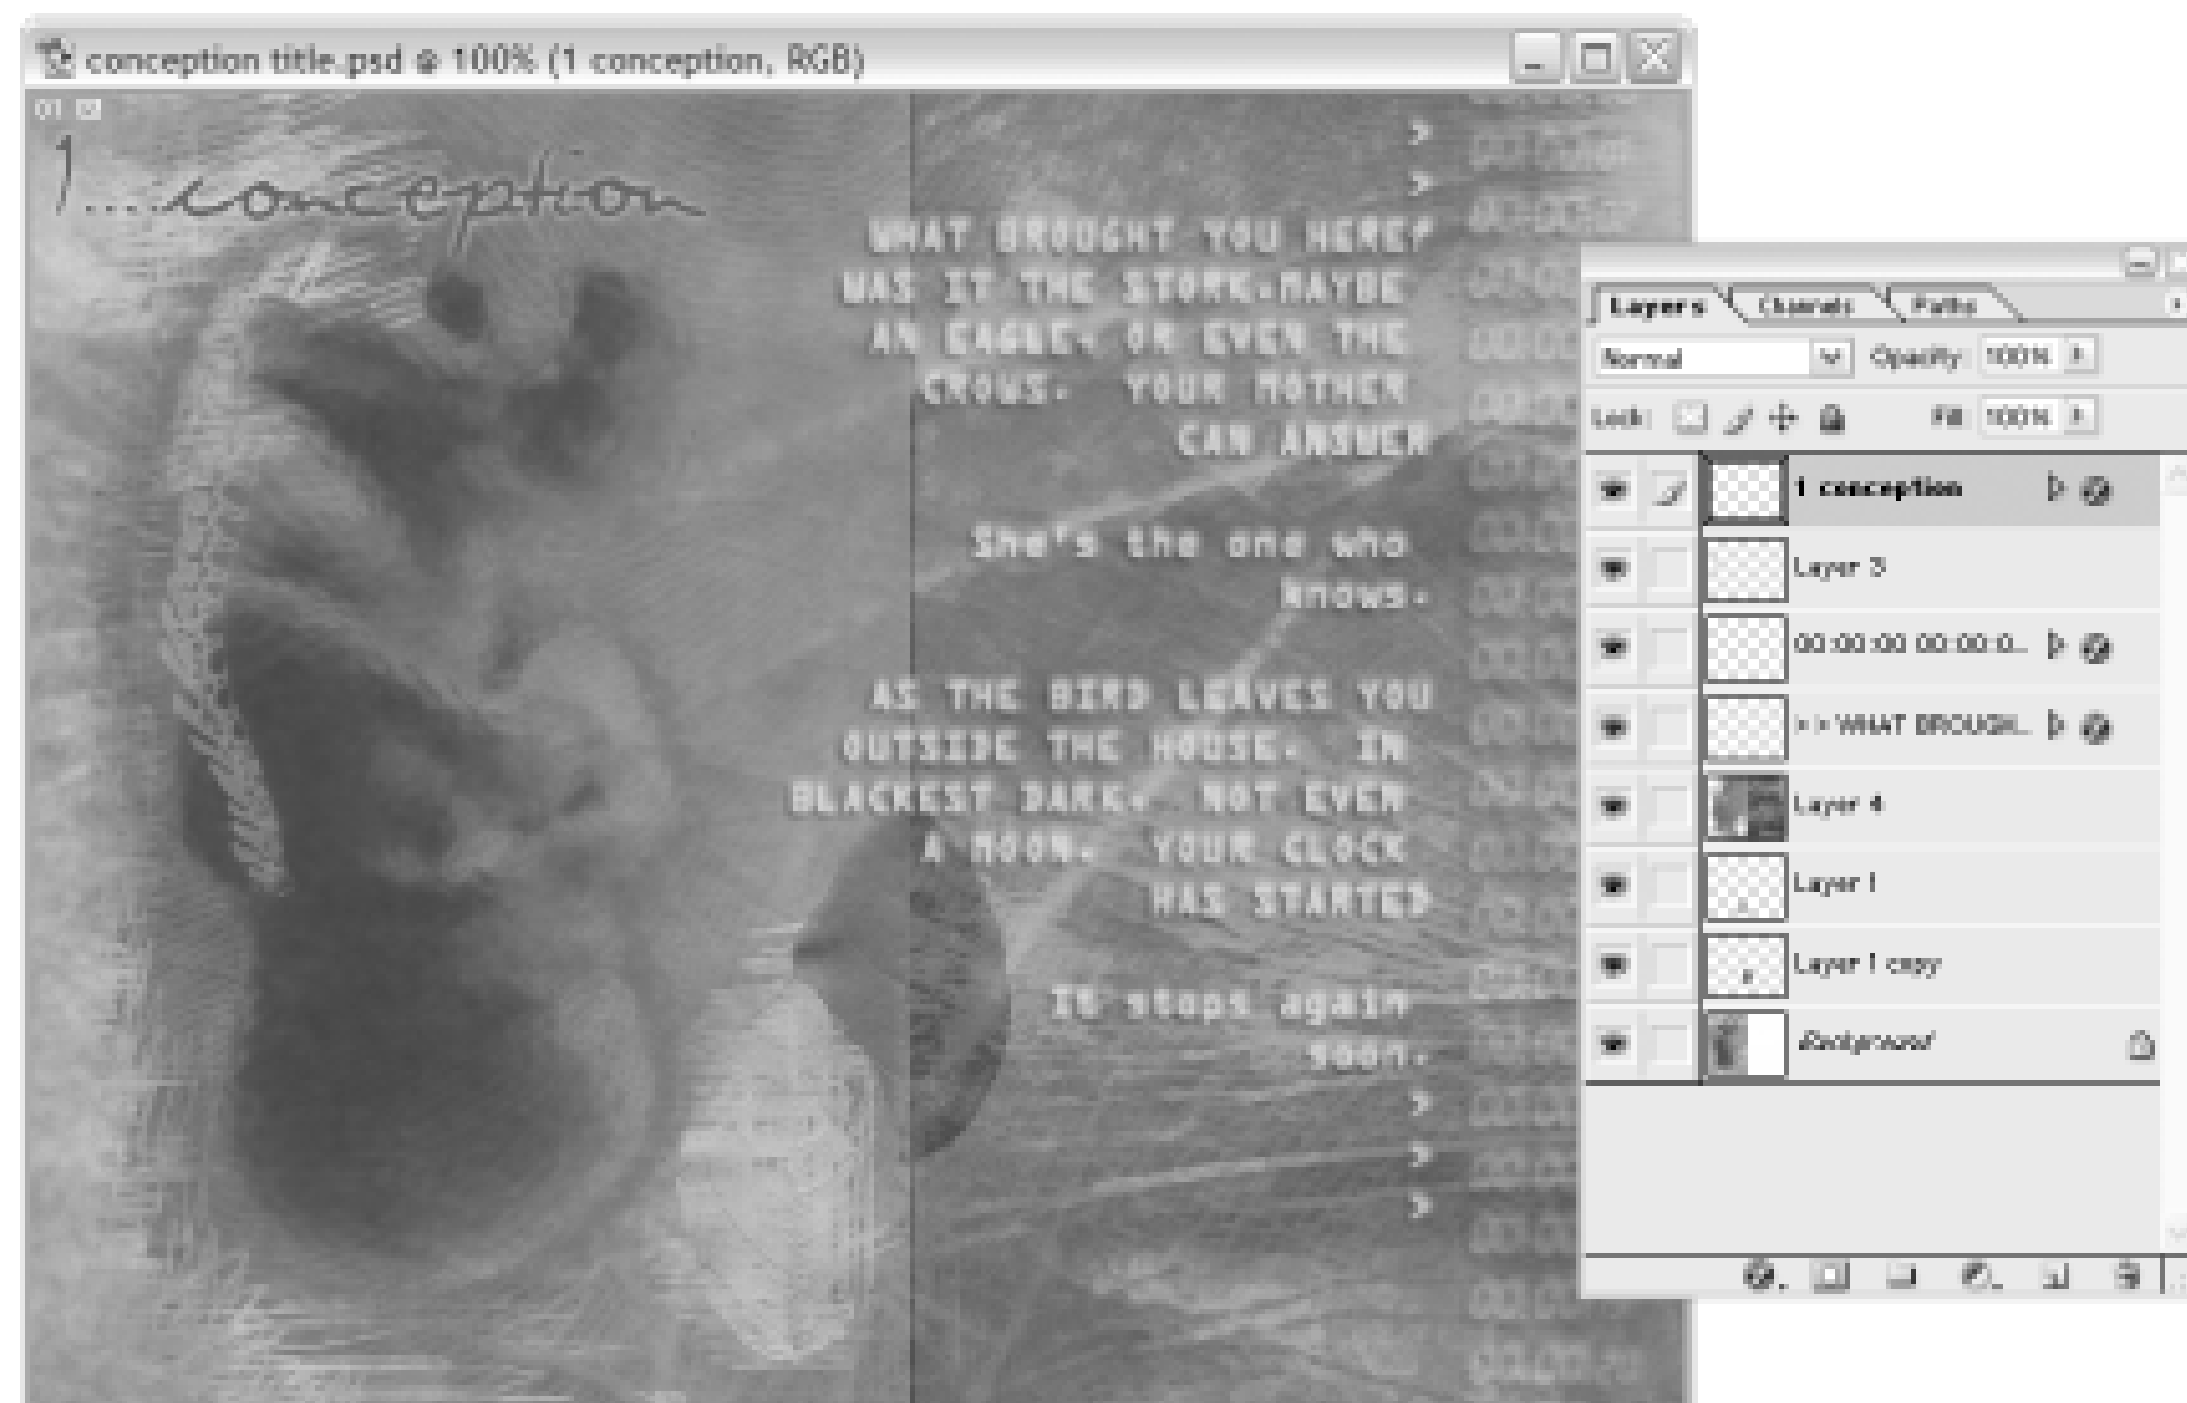 conception title.psd @ 100% (1 conception, RGB)
01
1....conception
>
>
WHAT BROUGHT YOU HERE?
WAS IT THE STORK.MAYBE
AN EAGLE. OR EVEN THE
CROWS. YOUR MOTHER
CAN ANSWER
She's the one who
knows.
AS THE BIRD LEAVES YOU
OUTSIDE THE HOUSE. IN
BLACKEST DARK. NOT EVEN
A MOON. YOUR CLOCK
HAS STARTED
It stops again
soon.
>
>
>
Layers Channels Paths
Normal Opacity: 100%
Lock: Fill: 100%
1 conception
Layer 3
00:00:00 00:00:0...
>> WHAT BROUGH...
Layer 4
Layer 1
Layer 1 copy
Background